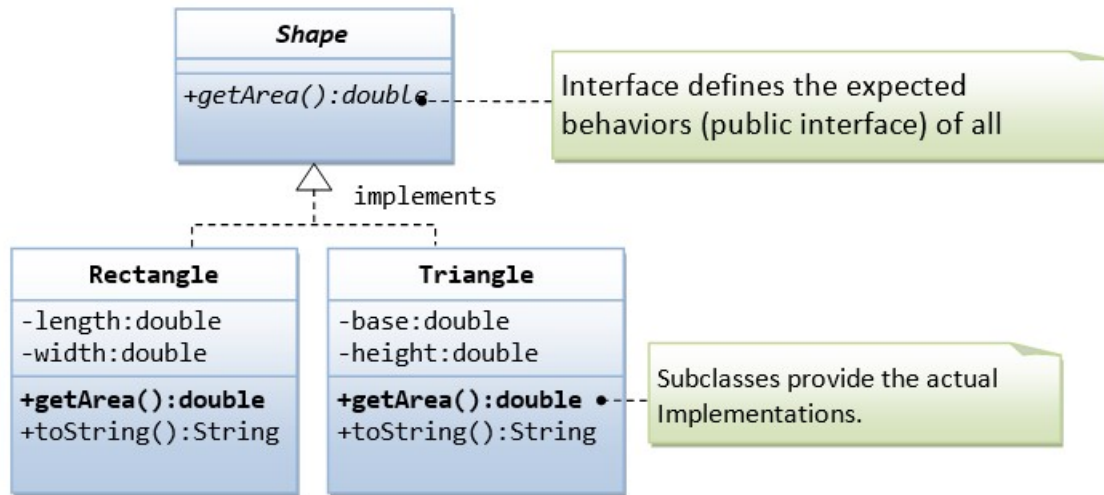 Shape
+getArea():double
Interface defines the expected
behaviors (public interface) of all
implements
Rectangle
-length:double
-width:double
+getArea():double
+toString():String
Triangle
-base:double
-height:double
+getArea():double
+toString():String
Subclasses provide the actual
Implementations.